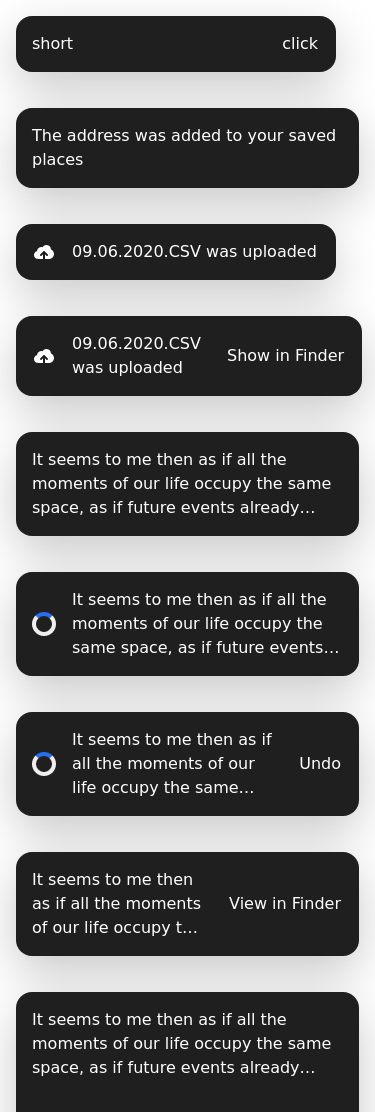 short click
The address was added to your saved
places
09.06.2020.CSV was uploaded
09.06.2020.CSV
was uploaded
Show in Finder
It seems to me then as if all the
moments of our life occupy the same
space, as if future events already…
It seems to me then as if all the
moments of our life occupy the
same space, as if future events…
It seems to me then as if
all the moments of our
life occupy the same…
Undo
It seems to me then
as if all the moments
of our life occupy t…
View in Finder
It seems to me then as if all the
moments of our life occupy the same
space, as if future events already…